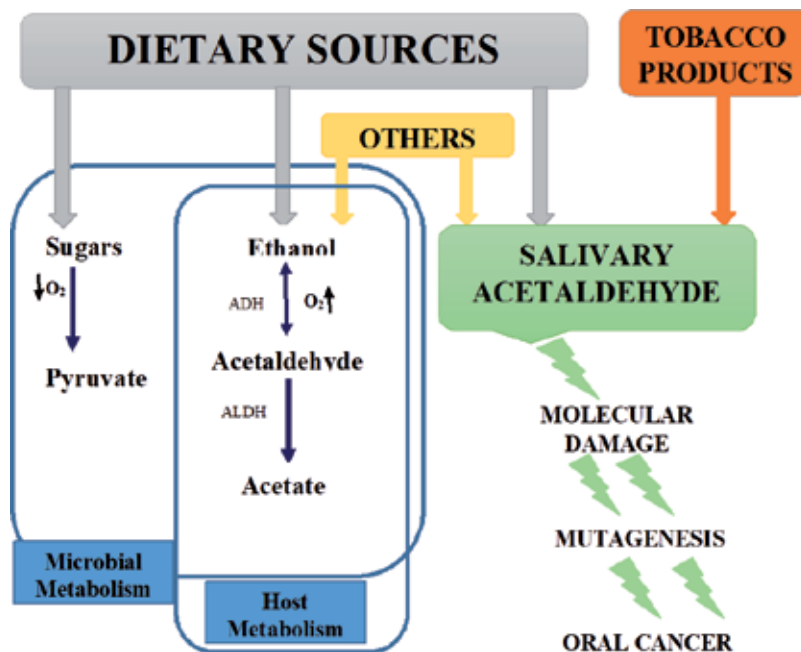 DIETARY SOURCES
TOBACCO
PRODUCTS
OTHERS
Sugars
↓O₂
Pyruvate
Ethanol
ADH
O₂↑
Acetaldehvde
ALDH
Acetate
Microbial
Metabolism
Host
Metabolism
SALIVARY
ACETALDEHYDE
MOLECULAR
DAMAGE
MUTAGENESIS
ORAL CANCER